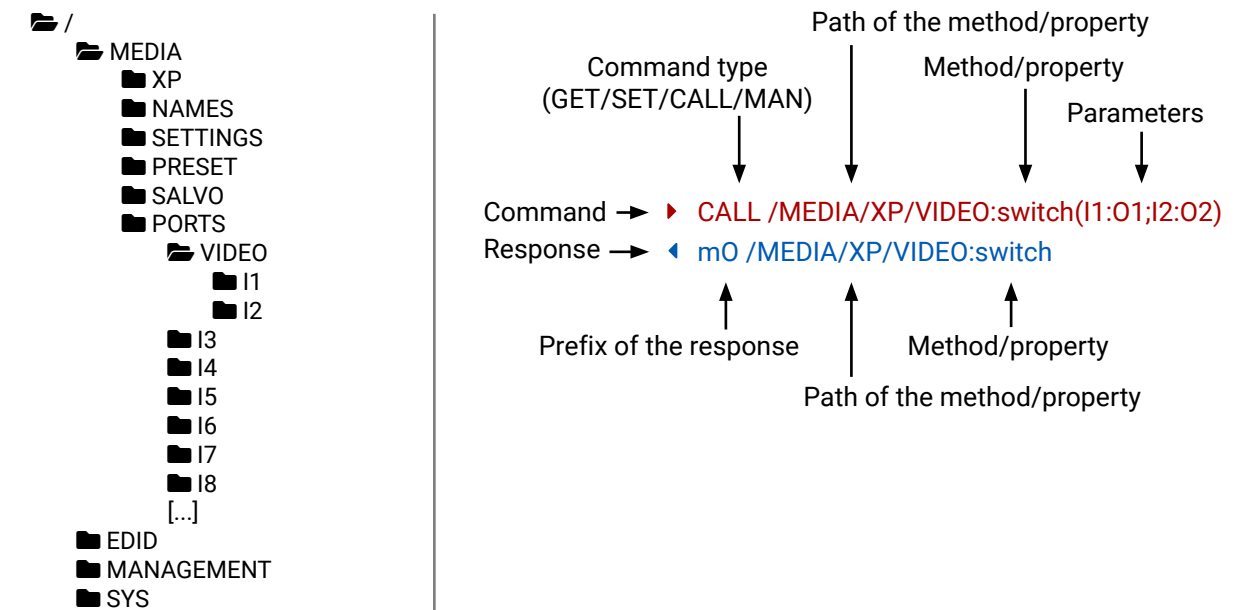 /
MEDIA
XP
NAMES
SETTINGS
PRESET
SALVO
PORTS
VIDEO
I1
I2
I3
I4
I5
I6
I7
I8
[...]
EDID
MANAGEMENT
SYS
Path of the method/property
Command type
(GET/SET/CALL/MAN)
Method/property
Parameters
Command
CALL /MEDIA/XP/VIDEO:switch(I1:O1;I2:O2)
Response
mO /MEDIA/XP/VIDEO:switch
Prefix of the response
Method/property
Path of the method/property